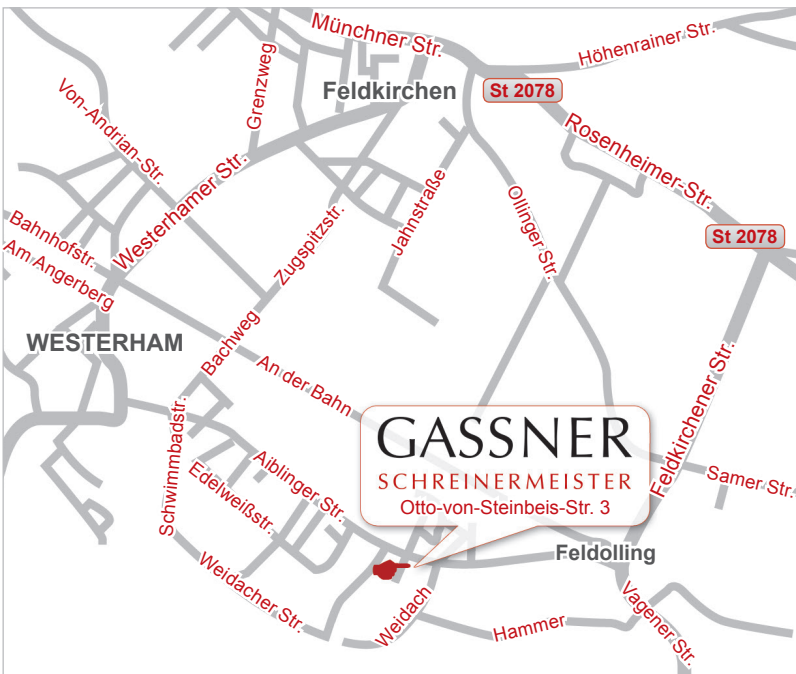 Münchner Str.
Höhenrainer Str.
Grenzweg
Feldkirchen
St 2078
Von-Andrian-Str.
Rosenheimer-Str.
Westerhamer Str.
Jahnstraße
Ollinger Str.
Zugspitzstr.
Bahnhofstr.
St 2078
Am Angerberg
WESTERHAM
Bachweg
An der Bahn
Feldkirchener Str.
GASSNER
SCHREINERMEISTER
Otto-von-Steinbeis-Str. 3
Schwimmbadstr.
Aiblinger Str.
Edelweißstr.
Samer Str.
Feldolling
Weidacher Str.
Weidach
Hammer
Vagener Str.